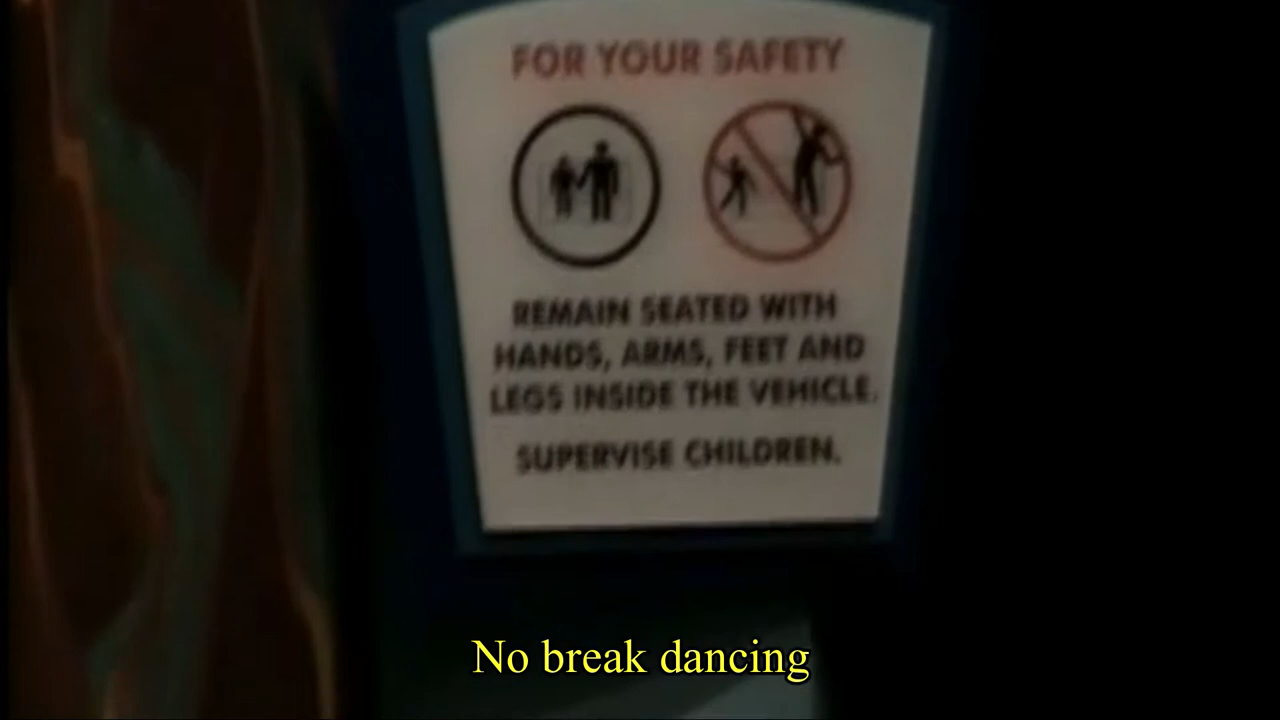 FOR YOUR SAFETY
REMAIN SEATED WITH
HANDS, ARMS, FEET AND
LEGS INSIDE THE VEHICLE.
SUPERVISE CHILDREN.
No break dancing